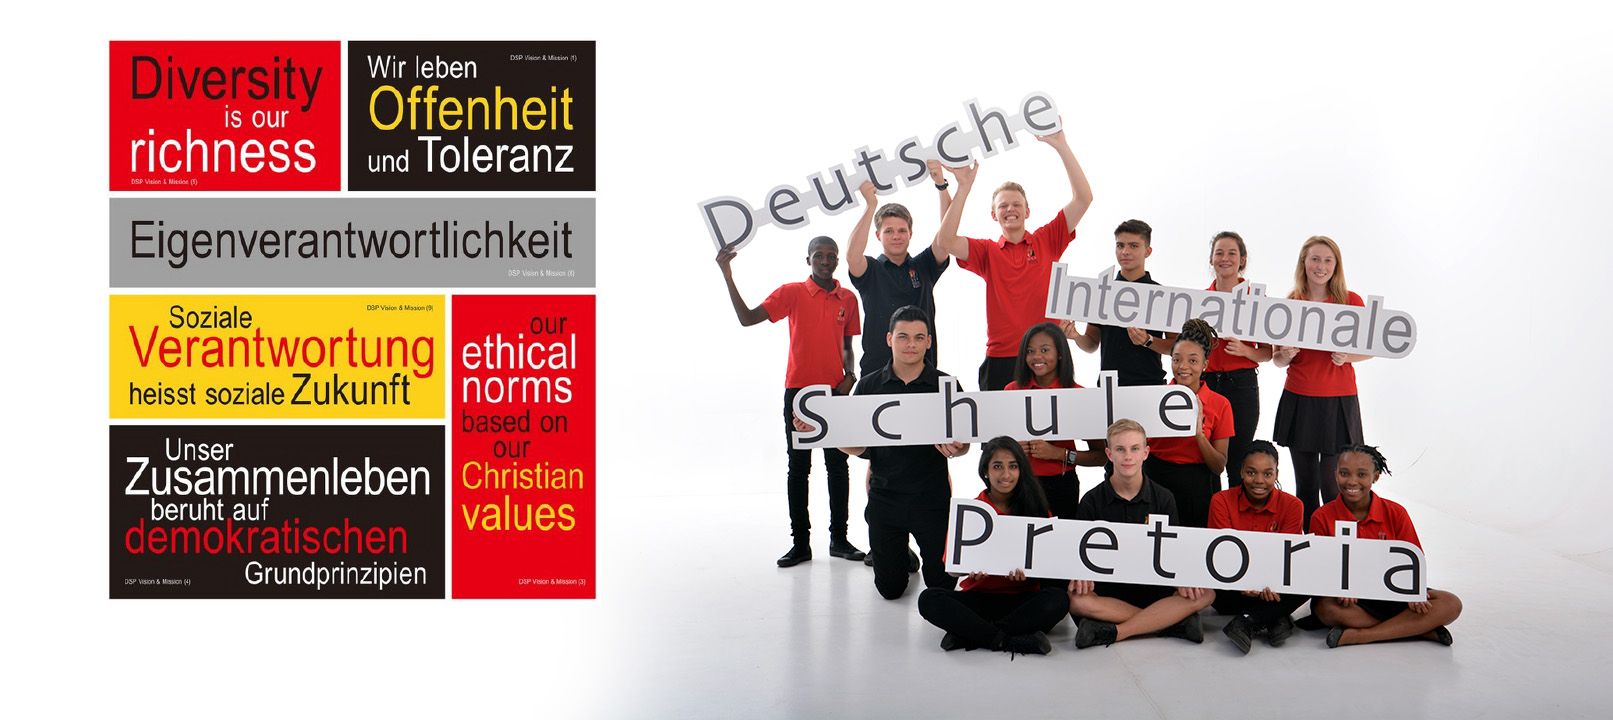 Diversity
is our
richness
DSP Vision & Mission (5)
Wir leben
DSP Vision & Mission (1)
Offenheit
und Toleranz
Eigenverantwortlichkeit
DSP Vision & Mission (8)
Soziale
DSP Vision & Mission (9)
Verantwortung
heisst soziale Zukunft
our
ethical
norms
based on
our
Christian
values
DSP Vision & Mission (3)
Unser
Zusammenleben
beruht auf
demokratischen
Grundprinzipien
DSP Vision & Mission (4)
Deutsche
Internationale
Schule
Pretoria